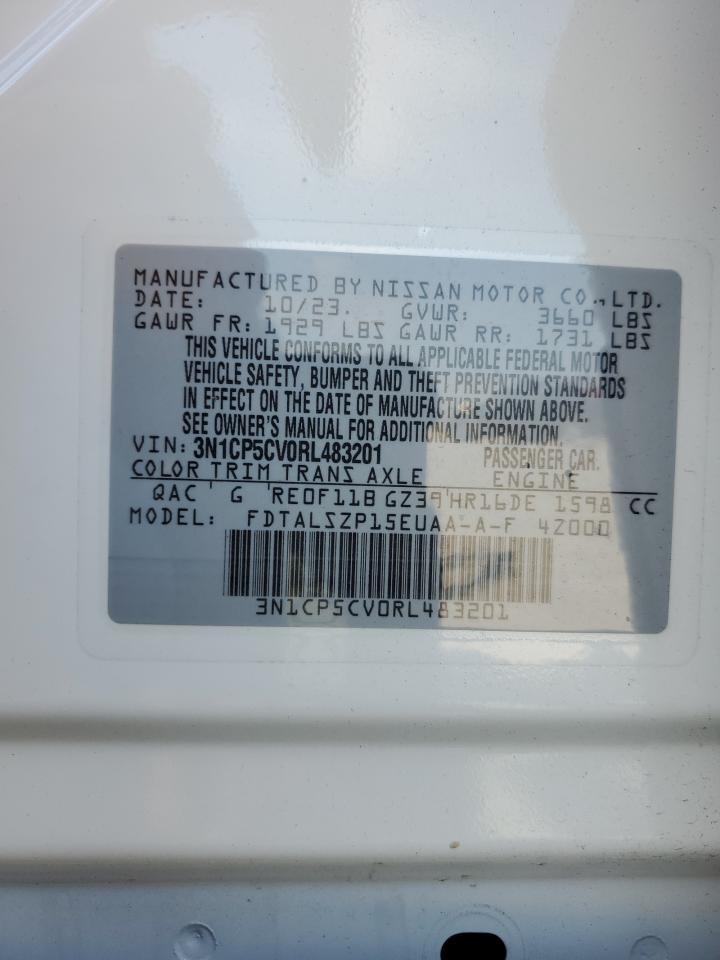 MANUFACTURED BY NISSAN MOTOR CO., LTD.
DATE: 10/23. GVWR: 3660 LBS
GAWR FR: 1929 LBS GAWR RR: 1731 LBS
THIS VEHICLE CONFORMS TO ALL APPLICABLE FEDERAL MOTOR
VEHICLE SAFETY, BUMPER AND THEFT PREVENTION STANDARDS
IN EFFECT ON THE DATE OF MANUFACTURE SHOWN ABOVE.
SEE OWNER'S MANUAL FOR ADDITIONAL INFORMATION.
VIN: 3N1CP5CV0RL483201 PASSENGER CAR.
COLOR TRIM TRANS AXLE ENGINE
QAC G RE0F11B GZ39 HR16DE 1598 CC
MODEL: FDTALSZP15EUAA-A-F 42000
3N1CP5CV0RL483201